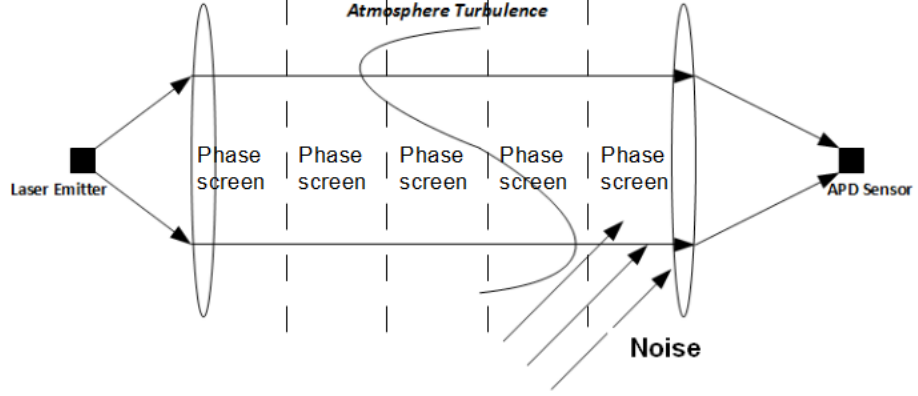 Atmosphere Turbulence
Phase
screen
Phase
screen
Phase
screen
Phase
screen
Phase
screen
Laser Emitter
APD Sensor
Noise